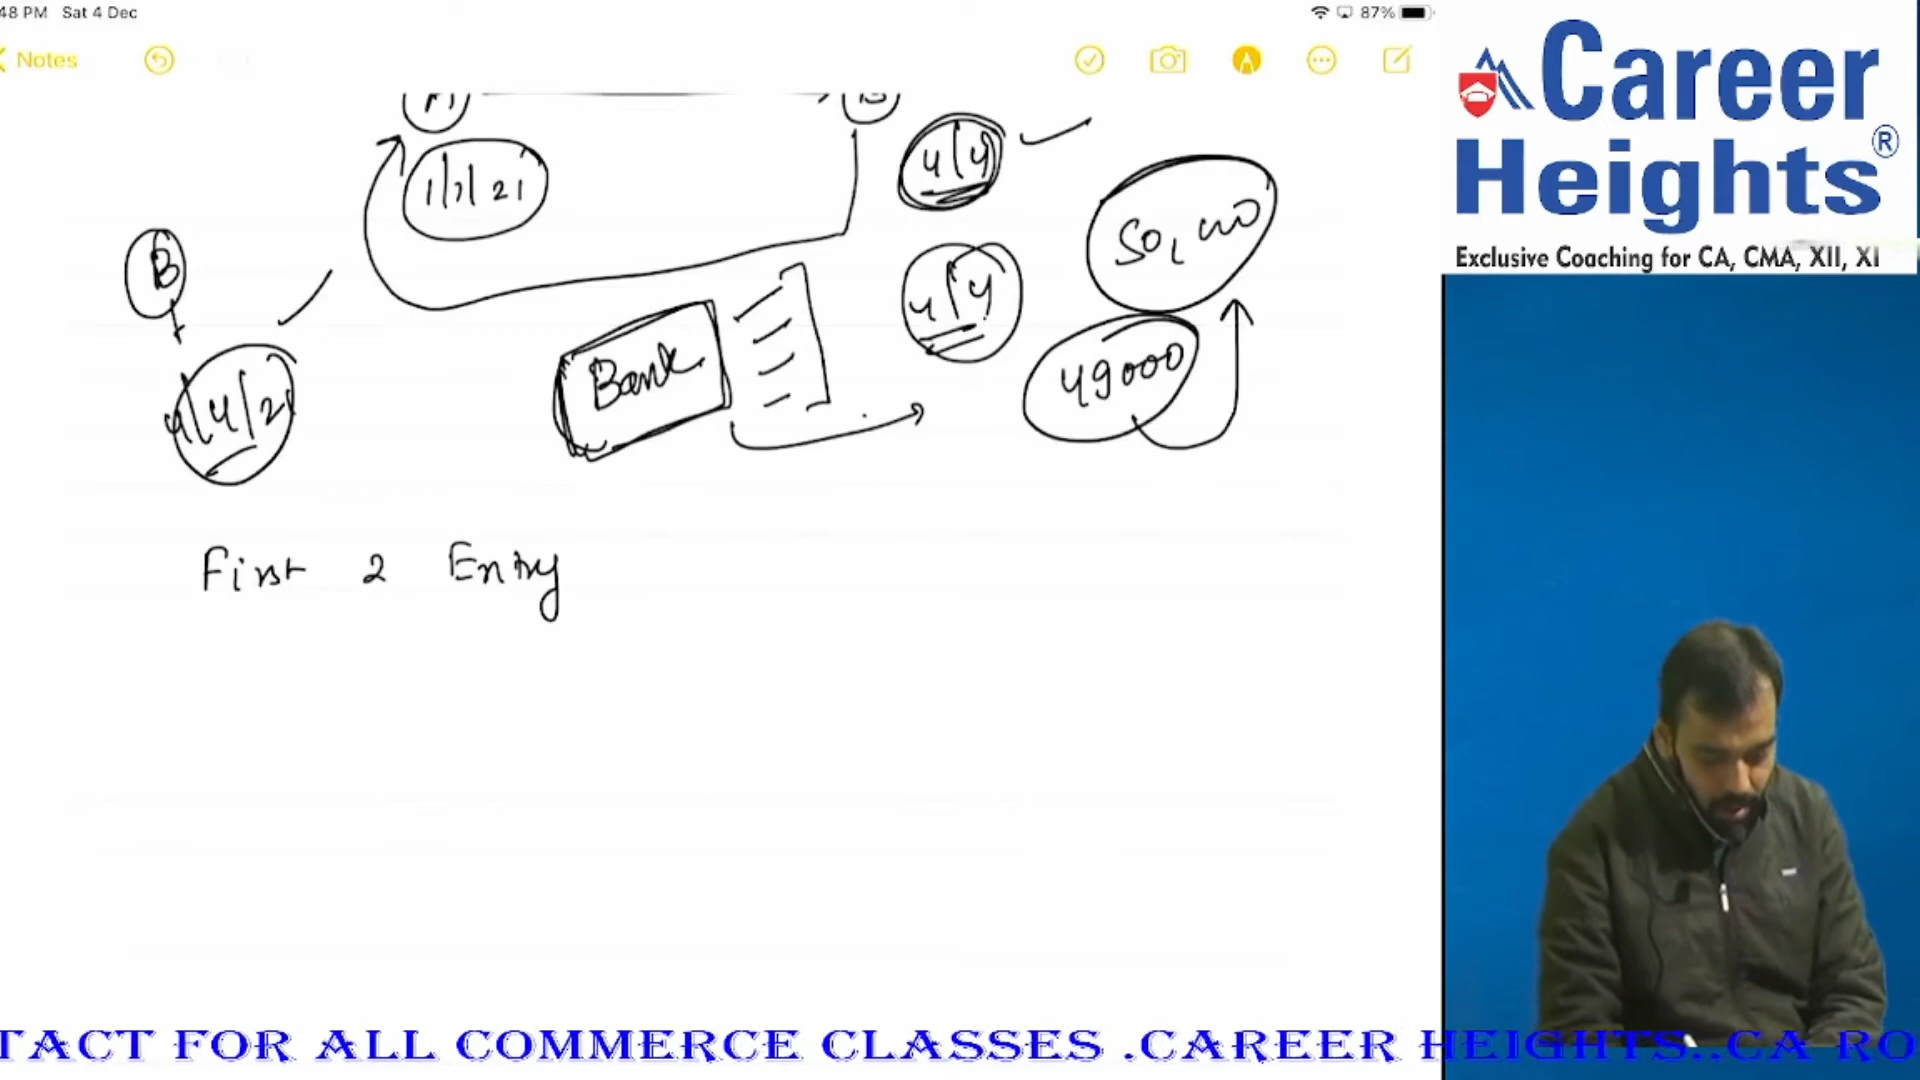 48 PM Sat 4 Dec
87%
Notes
1/1/21
4/4
50,000
B
4/4
Bank
49000
4/4/21
First 2 Entry
Career
Heights®
Exclusive Coaching for CA, CMA, XII, XI
TACT FOR ALL COMMERCE CLASSES .CAREER HEIGHTS..CA RO